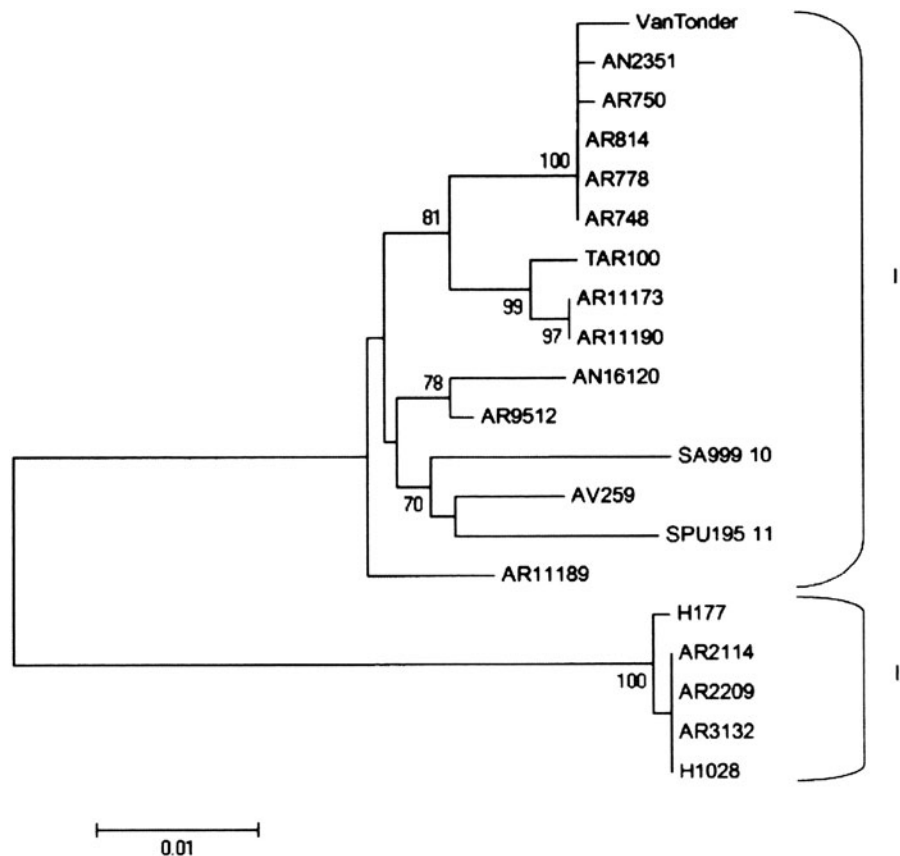 VanTonder
AN2351
AR750
AR814
100
AR778
AR748
81
TAR100
I
AR11173
99
97
AR11190
78
AN16120
AR9512
SA999 10
70
AV259
SPU195 11
AR11189
H177
AR2114
I
100
AR2209
AR3132
H1028
0.01